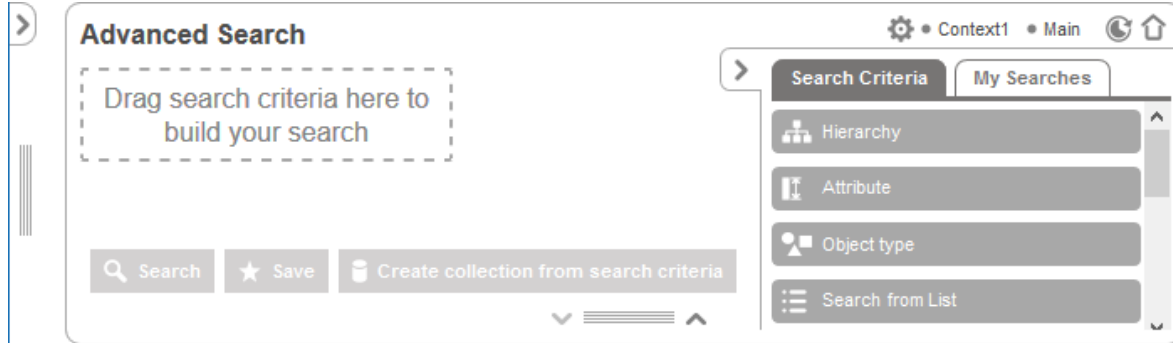 Advanced Search
Context1
Main
Drag search criteria here to
build your search
Search
Save
Create collection from search criteria
Search Criteria
My Searches
Hierarchy
Attribute
Object type
Search from List